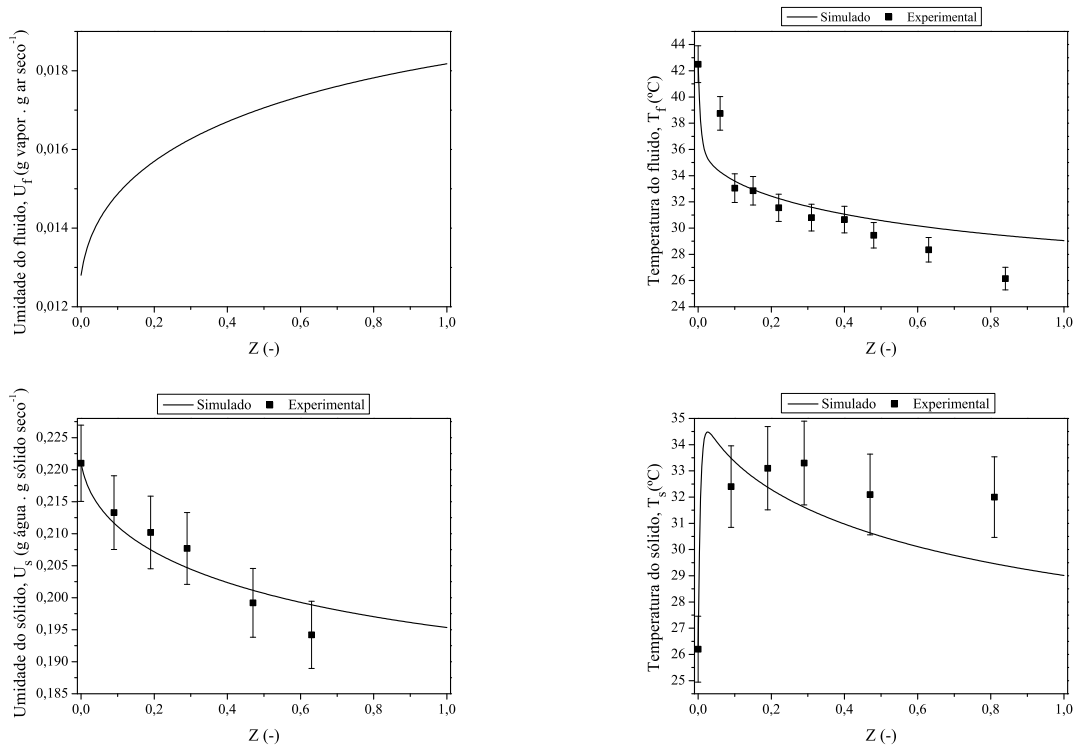 Umidade do fluido, U_f (g vapor . g ar seco⁻¹)
0,018
0,016
0,014
0,012
0,0 0,2 0,4 0,6 0,8 1,0
Z (-)
Simulado Experimental
Temperatura do fluido, T_f (ºC)
44
42
40
38
36
34
32
30
28
26
24
0,0 0,2 0,4 0,6 0,8 1,0
Z (-)
Simulado Experimental
Umidade do sólido, U_s (g água . g sólido seco⁻¹)
0,225
0,220
0,215
0,210
0,205
0,200
0,195
0,190
0,185
0,0 0,2 0,4 0,6 0,8 1,0
Z (-)
Simulado Experimental
Temperatura do sólido, T_s(ºC)
35
34
33
32
31
30
29
28
27
26
25
0,0 0,2 0,4 0,6 0,8 1,0
Z (-)